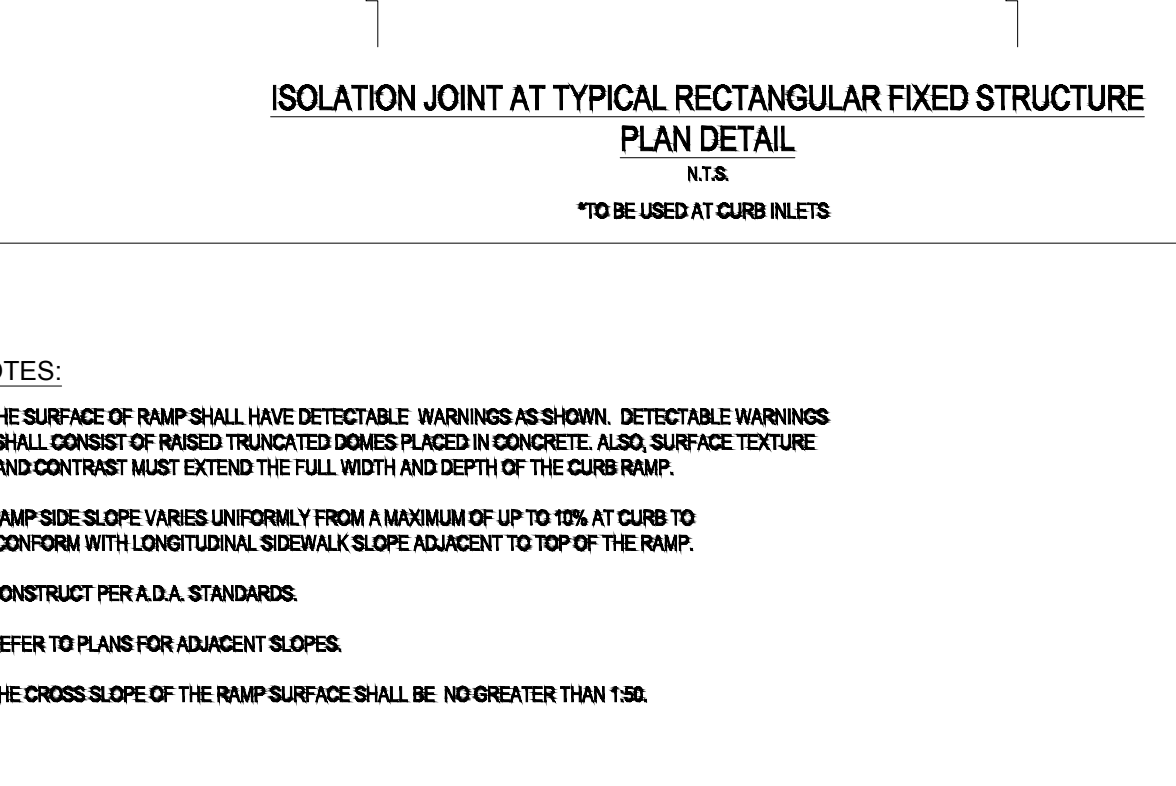 ISOLATION JOINT AT TYPICAL RECTANGULAR FIXED STRUCTURE
PLAN DETAIL
N.T.S.
*TO BE USED AT CURB INLETS
OTES:
HE SURFACE OF RAMP SHALL HAVE DETECTABLE WARNINGS AS SHOWN. DETECTABLE WARNINGS
SHALL CONSIST OF RAISED TRUNCATED DOMES PLACED IN CONCRETE. ALSO, SURFACE TEXTURE
AND CONTRAST MUST EXTEND THE FULL WIDTH AND DEPTH OF THE CURB RAMP.
AMP SIDE SLOPE VARIES UNIFORMLY FROM A MAXIMUM OF UP TO 10% AT CURB TO
CONFORM WITH LONGITUDINAL SIDEWALK SLOPE ADJACENT TO TOP OF THE RAMP.
ONSTRUCT PER A.D.A. STANDARDS.
EFER TO PLANS FOR ADJACENT SLOPES.
HE CROSS SLOPE OF THE RAMP SURFACE SHALL BE NO GREATER THAN 1:50.